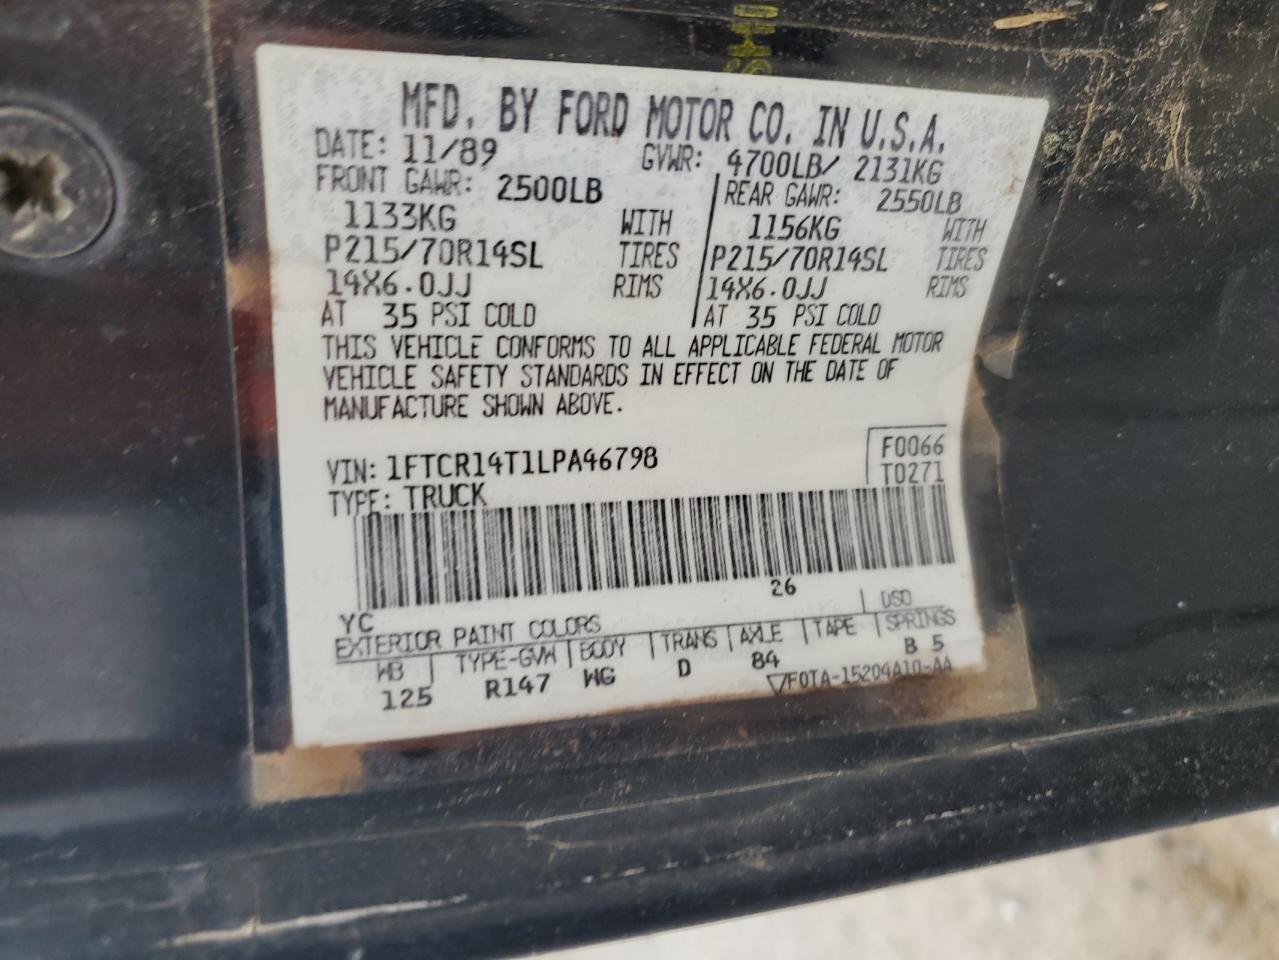 MFD. BY FORD MOTOR CO. IN U.S.A.
DATE: 11/89 GVWR: 4700LB/ 2131KG
FRONT GAWR: 2500LB REAR GAWR: 2550LB
1133KG WITH 1156KG WITH
P215/70R14SL TIRES P215/70R14SL TIRES
14X6.0JJ RIMS 14X6.0JJ RIMS
AT 35 PSI COLD AT 35 PSI COLD
THIS VEHICLE CONFORMS TO ALL APPLICABLE FEDERAL MOTOR
VEHICLE SAFETY STANDARDS IN EFFECT ON THE DATE OF
MANUFACTURE SHOWN ABOVE.
VIN: 1FTCR14T1LPA46798 F0066
TYPE: TRUCK T0271
YC 26 DSO
EXTERIOR PAINT COLORS
WB TYPE-GVW BODY TRANS AXLE TAPE SPRINGS
125 R147 WG D 84 B 5
F0TA-15204A10-AA